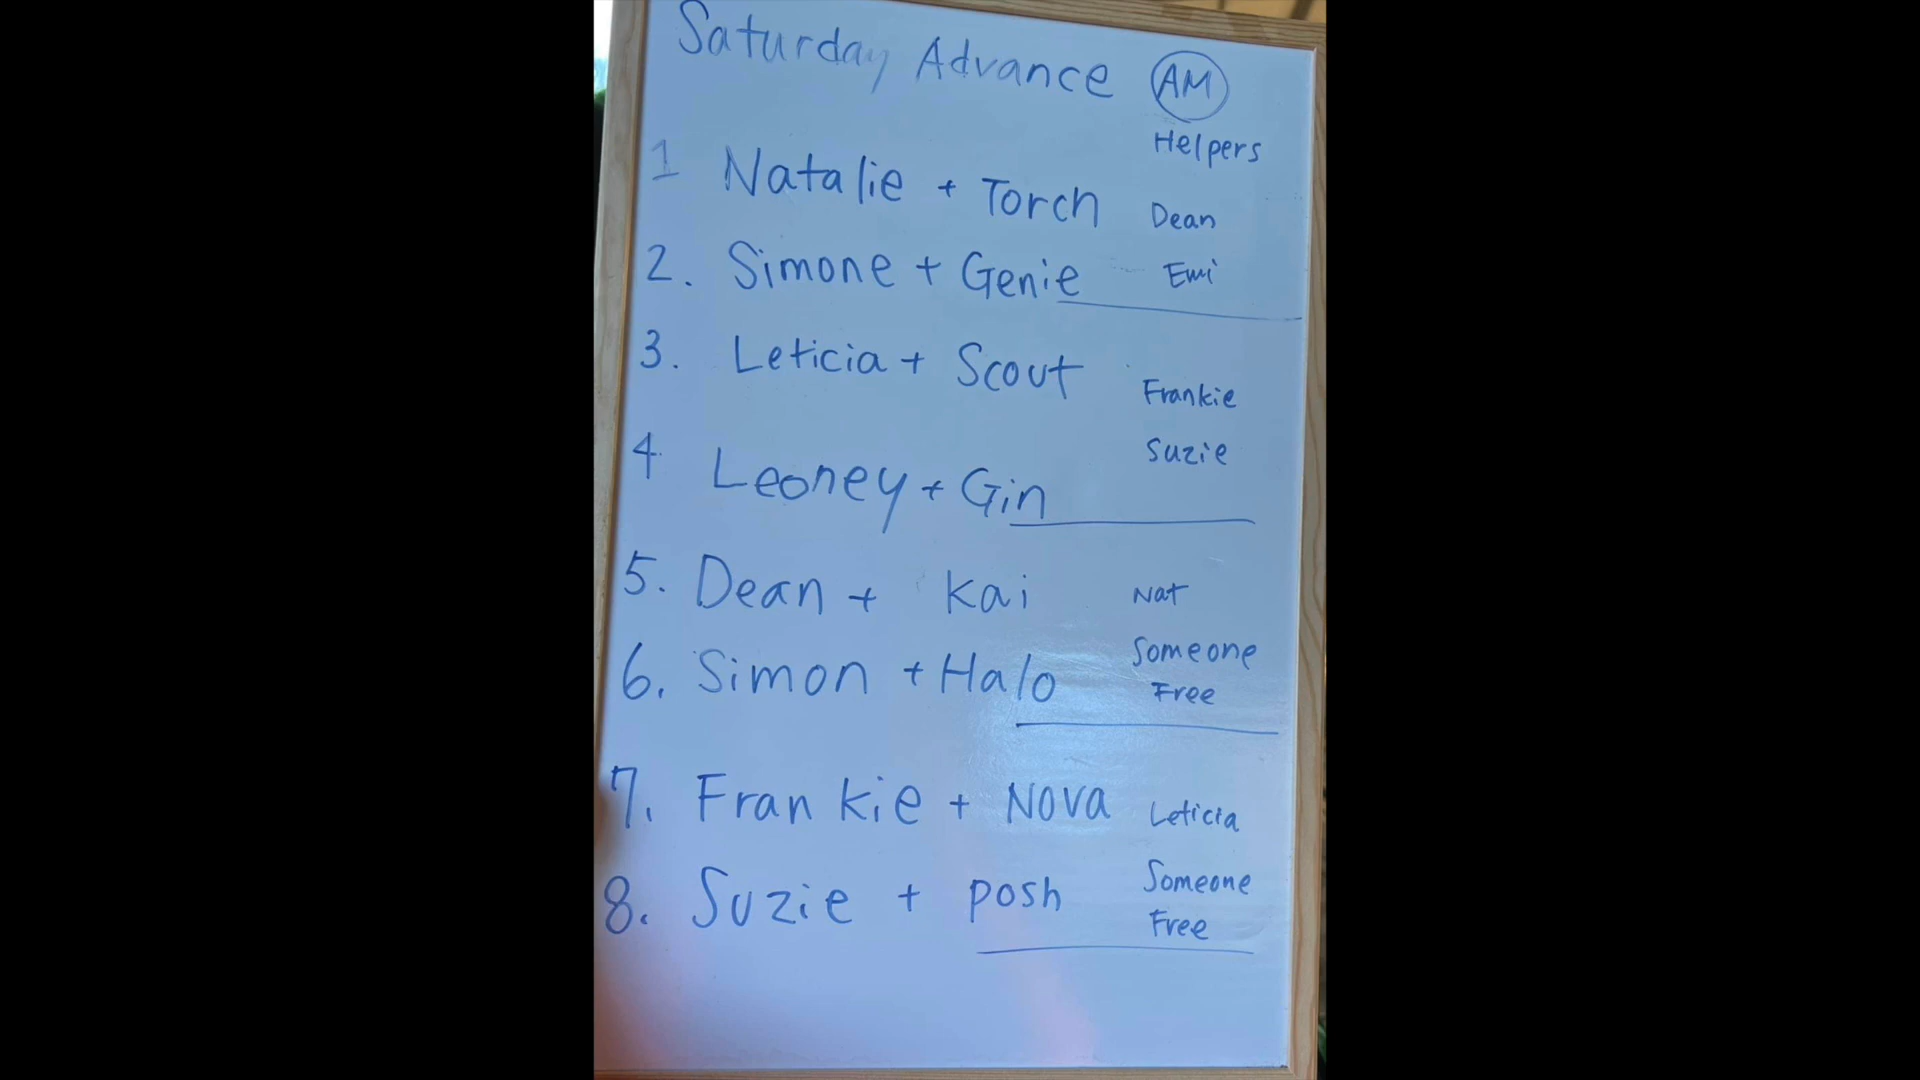 Saturday Advance AM
Helpers
1 Natalie + Torch Dean
2. Simone + Genie Emi
3. Leticia + Scout Frankie
Suzie
4 Leoney + Gin
5. Dean + Kai Nat
6. Simon + Halo Someone
Free
7. Frankie + Nova Leticia
8. Suzie + posh Someone
Free